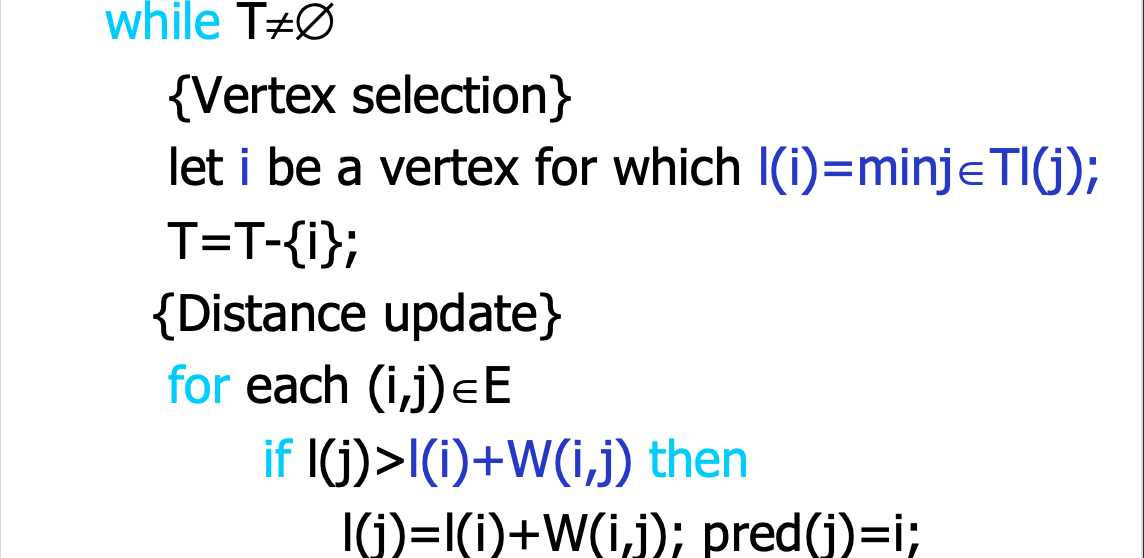 while T≠∅
{Vertex selection}
let i be a vertex for which l(i)=minj∈Tl(j);
T=T-{i};
{Distance update}
for each (i,j)∈E
if l(j)>l(i)+W(i,j) then
l(j)=l(i)+W(i,j); pred(j)=i;